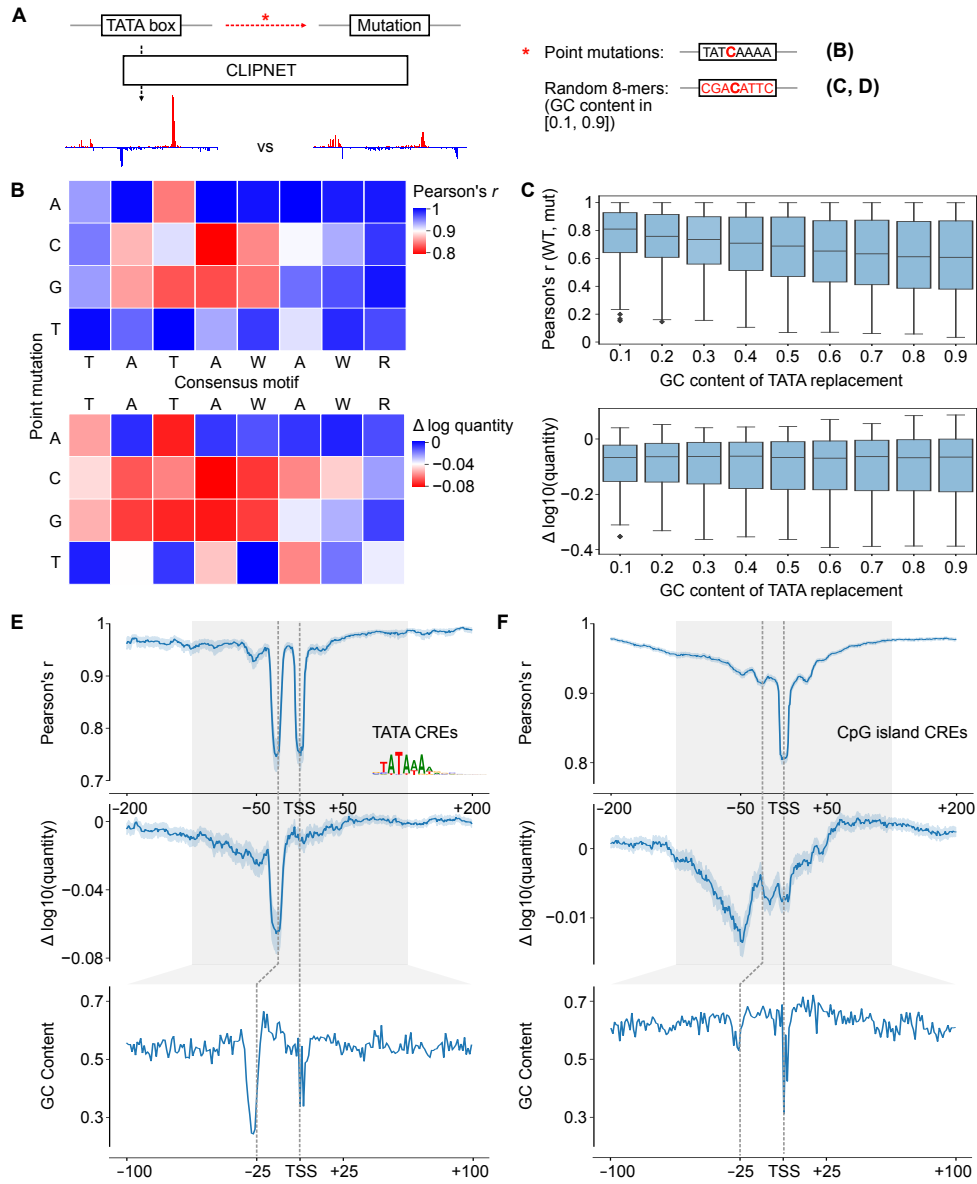 A
TATA box
*
Mutation
CLIPNET
vs
* Point mutations: TATCAAAA (B)
Random 8-mers: CGACATTC (C, D)
(GC content in
[0.1, 0.9])
B
Point mutation
A
C
G
T
T A T A W A W R
Consensus motif
Pearson's r
1
0.9
0.8
T A T A W A W R
A
C
G
T
Δ log quantity
0
−0.04
−0.08
C
Pearson's r (WT, mut)
1
0.8
0.6
0.4
0.2
0
0.1 0.2 0.3 0.4 0.5 0.6 0.7 0.8 0.9
GC content of TATA replacement
Δ log10(quantity)
0
−0.2
−0.4
0.1 0.2 0.3 0.4 0.5 0.6 0.7 0.8 0.9
GC content of TATA replacement
E
Pearson's r
1
0.9
0.8
0.7
TATA CREs
TATAAA
−200 −50 TSS +50 +200
Δ log10(quantity)
0
−0.04
−0.08
GC Content
0.7
0.5
0.3
−100 −25 TSS +25 +100
F
Pearson's r
1
0.9
0.8
CpG island CREs
−200 −50 TSS +50 +200
Δ log10(quantity)
0
−0.01
GC Content
0.7
0.5
0.3
−100 −25 TSS +25 +100